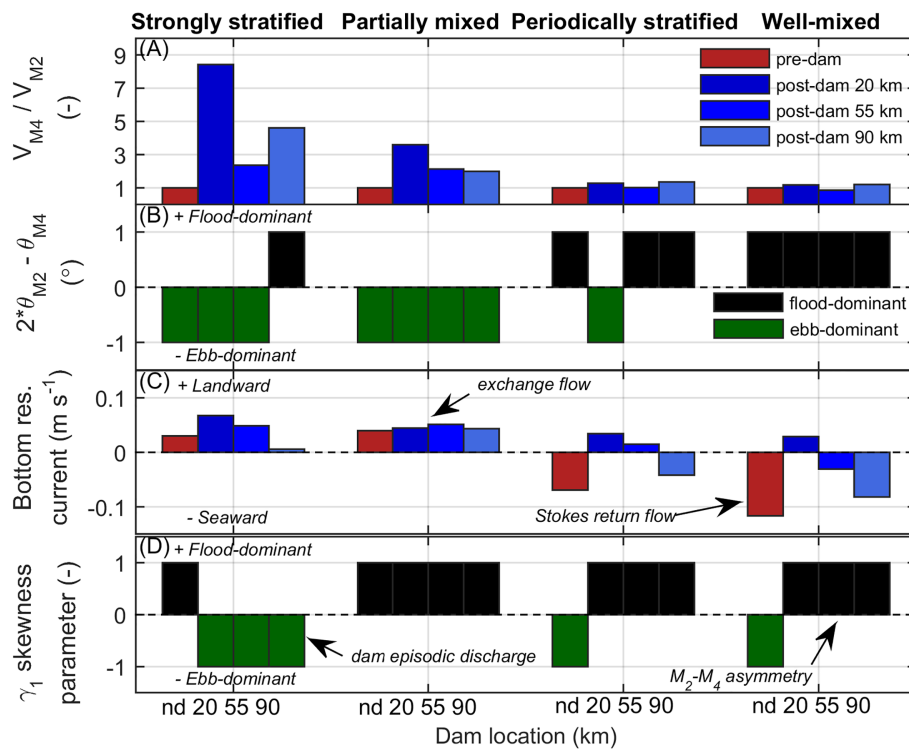 Strongly stratified Partially mixed Periodically stratified Well-mixed
(A)
9
7
5
3
1
V_M4 / V_M2
(-)
pre-dam
post-dam 20 km
post-dam 55 km
post-dam 90 km
(B) + Flood-dominant
1
0
-1
2*θ_M2 - θ_M4
(°)
flood-dominant
ebb-dominant
- Ebb-dominant
(C) + Landward
0.1
0
-0.1
Bottom res.
current (m s⁻¹)
exchange flow
Stokes return flow
- Seaward
(D) + Flood-dominant
1
0
-1
γ₁ skewness
parameter (-)
dam episodic discharge
M₂-M₄ asymmetry
- Ebb-dominant
nd 20 55 90 nd 20 55 90 nd 20 55 90 nd 20 55 90
Dam location (km)